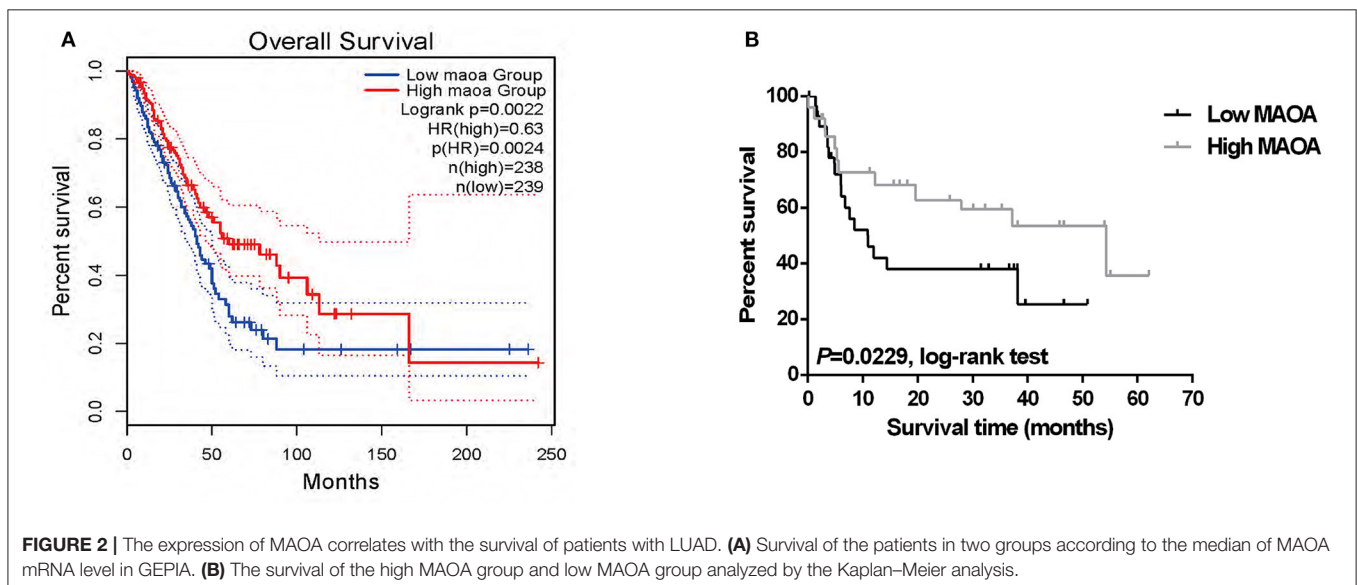 A
Overall Survival
Low maoa Group
High maoa Group
Logrank p=0.0022
HR(high)=0.63
p(HR)=0.0024
n(high)=238
n(low)=239
Percent survival
1.0
0.8
0.6
0.4
0.2
0.0
0 50 100 150 200 250
Months
B
Low MAOA
High MAOA
Percent survival
100
80
60
40
20
0
P=0.0229, log-rank test
0 10 20 30 40 50 60 70
Survival time (months)
FIGURE 2 | The expression of MAOA correlates with the survival of patients with LUAD. (A) Survival of the patients in two groups according to the median of MAOA
mRNA level in GEPIA. (B) The survival of the high MAOA group and low MAOA group analyzed by the Kaplan–Meier analysis.